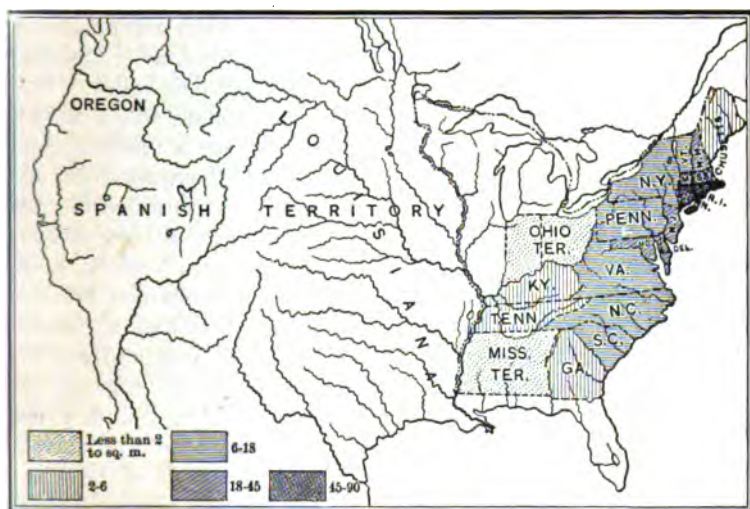 OREGON
LOUISIANA
SPANISH TERRITORY
N.Y.
PENN.
R.I.
DEL.
OHIO
TER.
VA.
KY.
TENN
N.C.
S.C.
MISS.
TER.
GA.
Less than 2
to sq. m.
6-18
2-6
18-45
45-90